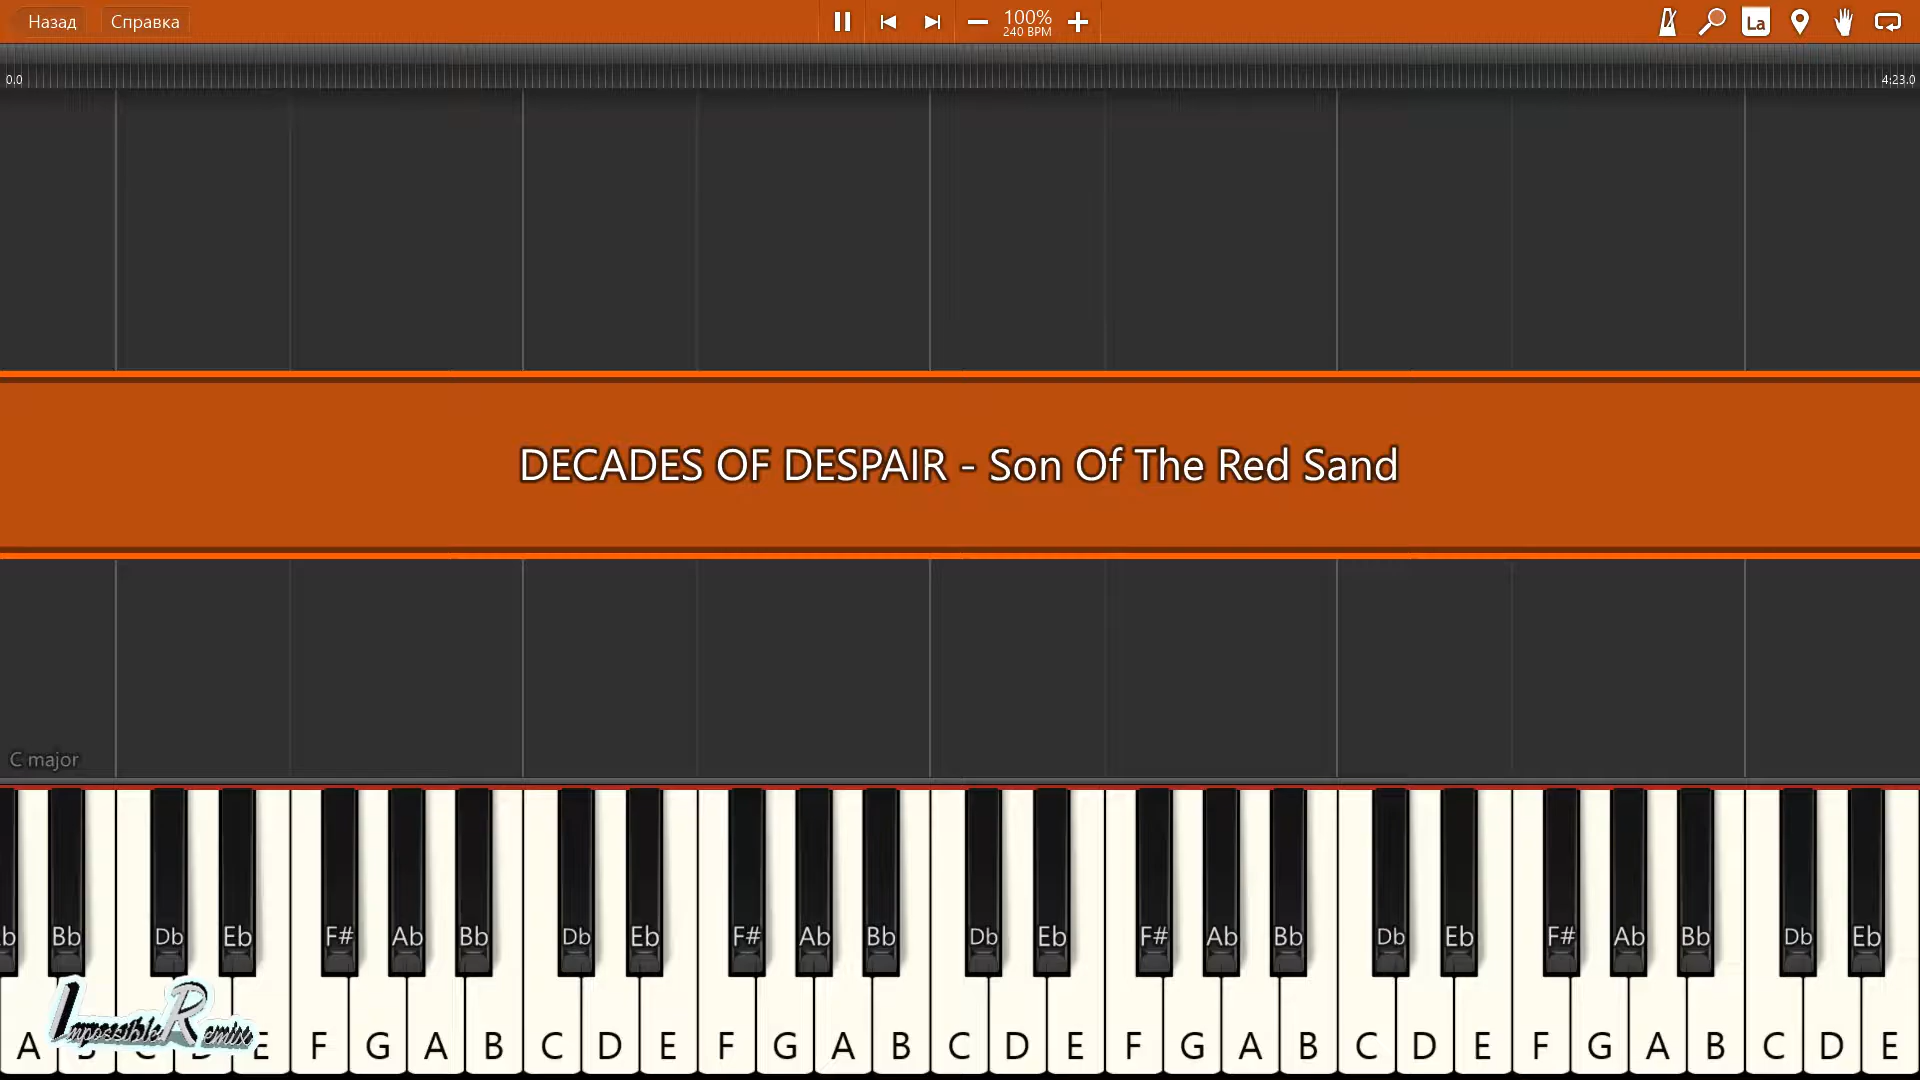 Назад Справка 100% La
240 BPM
0.0 4:23.0
DECADES OF DESPAIR - Son Of The Red Sand
C major
b Bb Db Eb F# Ab Bb Db Eb F# Ab Bb Db Eb F# Ab Bb Db Eb F# Ab Bb Db Eb
Impossible Remix
A B C D E F G A B C D E F G A B C D E F G A B C D E F G A B C D E